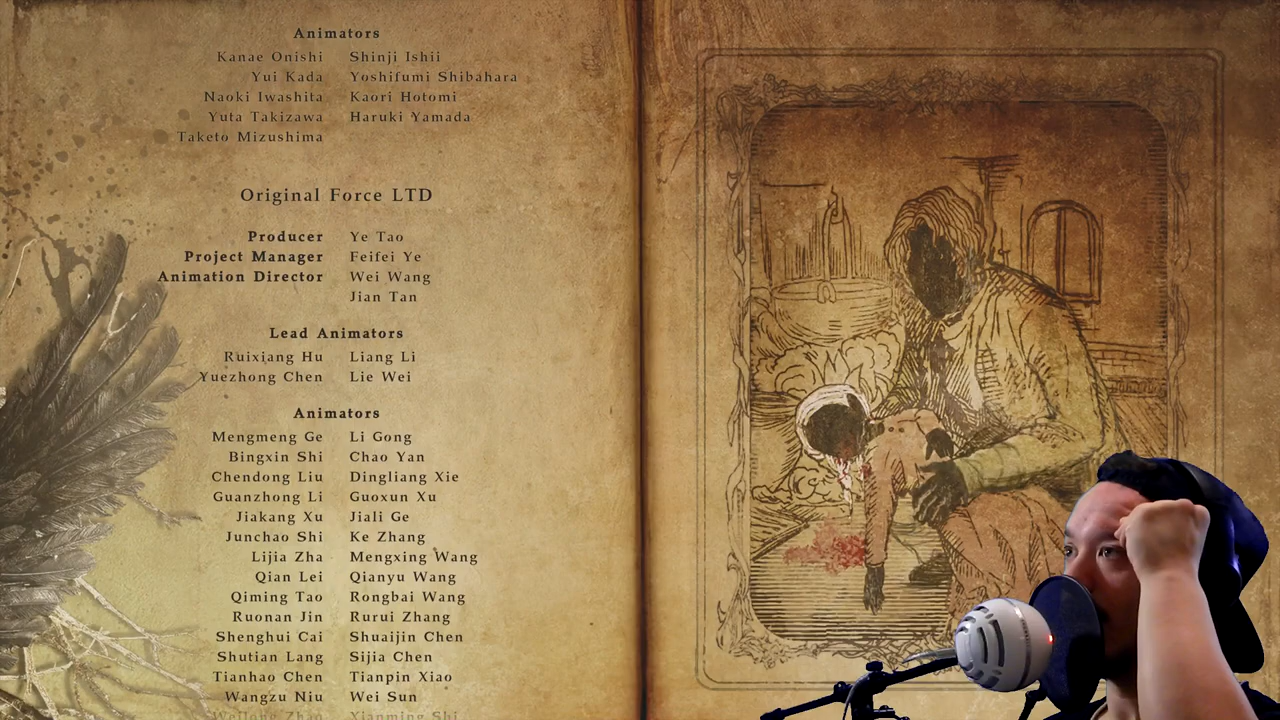 Animators
Kanae Onishi Shinji Ishii
Yui Kada Yoshifumi Shibahara
Naoki Iwashita Kaori Hotomi
Yuta Takizawa Haruki Yamada
Taketo Mizushima
Original Force LTD
Producer Ye Tao
Project Manager Feifei Ye
Animation Director Wei Wang
Jian Tan
Lead Animators
Ruixiang Hu Liang Li
Yuezhong Chen Lie Wei
Animators
Mengmeng Ge Li Gong
Bingxin Shi Chao Yan
Chendong Liu Dingliang Xie
Guanzhong Li Guoxun Xu
Jiakang Xu Jiali Ge
Junchao Shi Ke Zhang
Lijia Zha Mengxing Wang
Qian Lei Qianyu Wang
Qiming Tao Rongbai Wang
Ruonan Jin Rurui Zhang
Shenghui Cai Shuaijin Chen
Shutian Lang Sijia Chen
Tianhao Chen Tianpin Xiao
Wangzu Niu Wei Sun
Weilong Zhao Xianming Shi